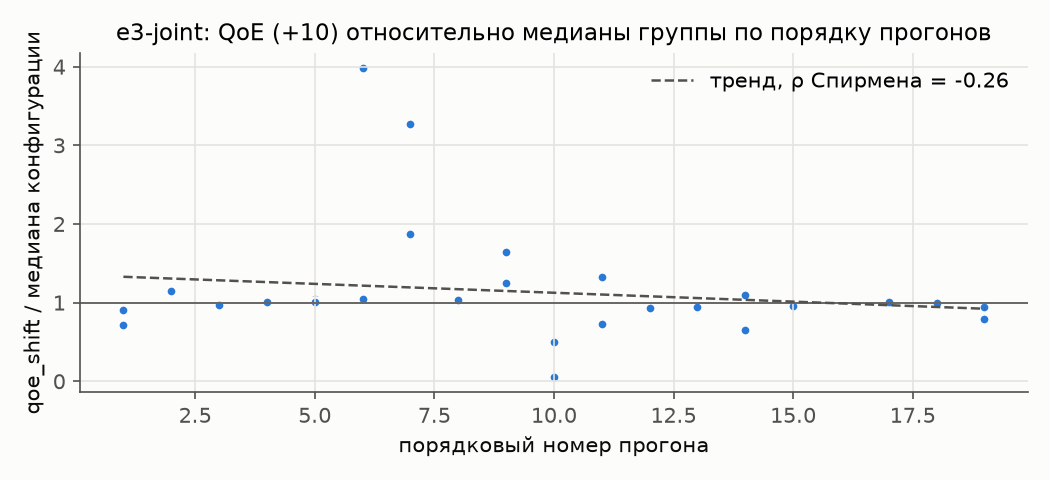 e3-joint: QoE (+10) относительно медианы группы по порядку прогонов
тренд, ρ Спирмена = -0.26
qoe_shift / медиана конфигурации
4
3
2
1
0
2.5 5.0 7.5 10.0 12.5 15.0 17.5
порядковый номер прогона